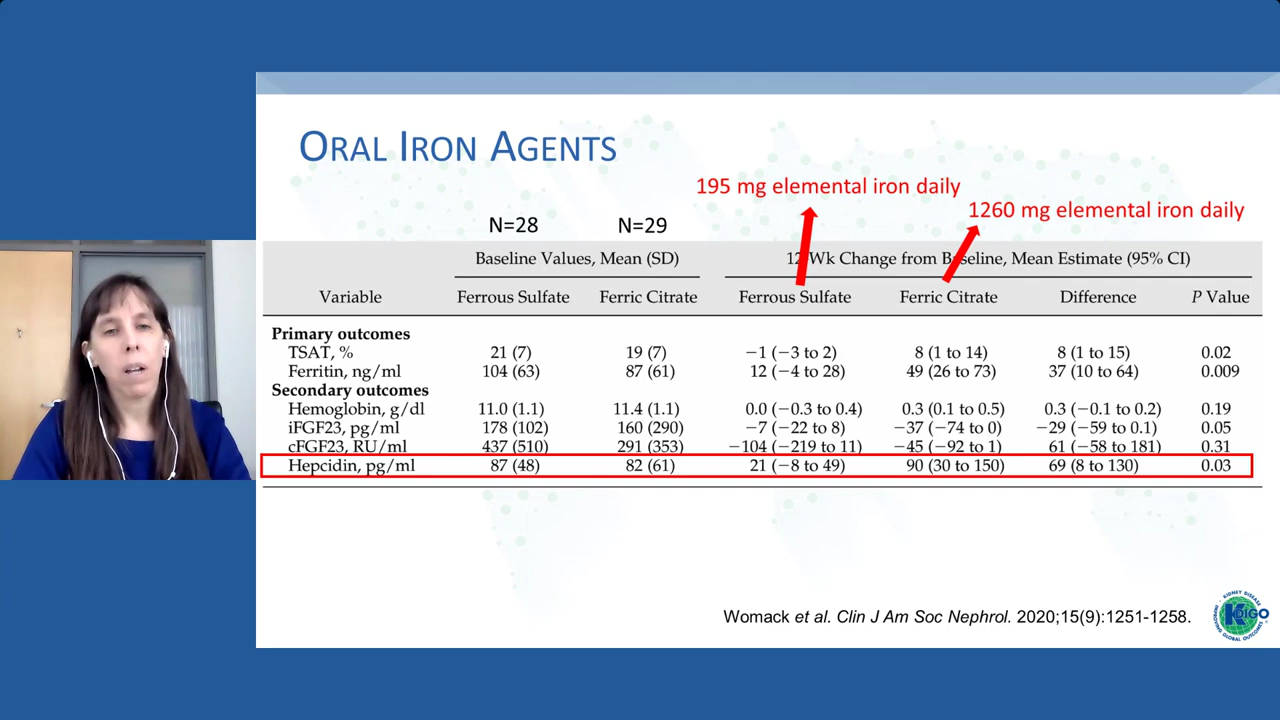 ORAL IRON AGENTS
195 mg elemental iron daily
1260 mg elemental iron daily
N=28 N=29
Baseline Values, Mean (SD) 12 Wk Change from Baseline, Mean Estimate (95% CI)
Variable Ferrous Sulfate Ferric Citrate Ferrous Sulfate Ferric Citrate Difference P Value
Primary outcomes
TSAT, % 21 (7) 19 (7) −1 (−3 to 2) 8 (1 to 14) 8 (1 to 15) 0.02
Ferritin, ng/ml 104 (63) 87 (61) 12 (−4 to 28) 49 (26 to 73) 37 (10 to 64) 0.009
Secondary outcomes
Hemoglobin, g/dl 11.0 (1.1) 11.4 (1.1) 0.0 (−0.3 to 0.4) 0.3 (0.1 to 0.5) 0.3 (−0.1 to 0.2) 0.19
iFGF23, pg/ml 178 (102) 160 (290) −7 (−22 to 8) −37 (−74 to 0) −29 (−59 to 0.1) 0.05
cFGF23, RU/ml 437 (510) 291 (353) −104 (−219 to 11) −45 (−92 to 1) 61 (−58 to 181) 0.31
Hepcidin, pg/ml 87 (48) 82 (61) 21 (−8 to 49) 90 (30 to 150) 69 (8 to 130) 0.03
Womack et al. Clin J Am Soc Nephrol. 2020;15(9):1251-1258.
KIDNEY DISEASE
KDIGO
IMPROVING GLOBAL OUTCOMES